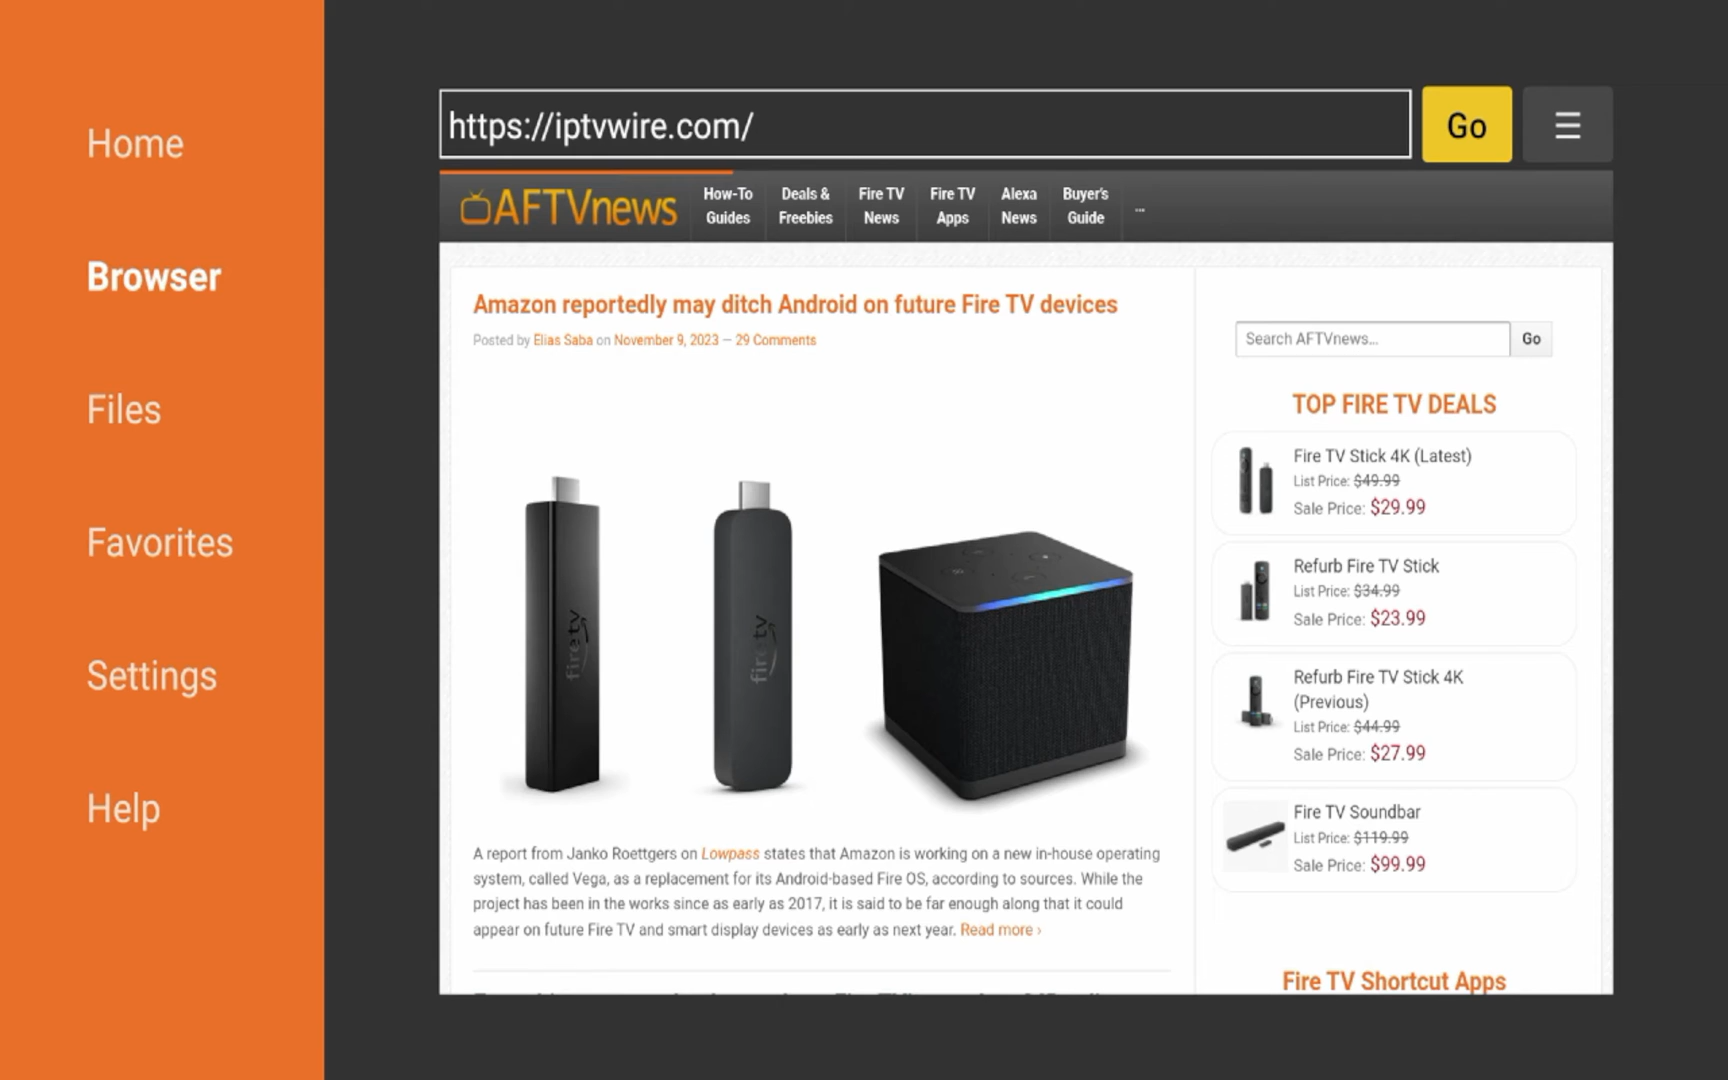 Home
Browser
Files
Favorites
Settings
Help
https://iptvwire.com/
Go
☰
AFTVnews
How-To
Guides
Deals &
Freebies
Fire TV
News
Fire TV
Apps
Alexa
News
Buyer's
Guide
...
Amazon reportedly may ditch Android on future Fire TV devices
Posted by Elias Saba on November 9, 2023 — 29 Comments
fire tv
fire tv
A report from Janko Roettgers on Lowpass states that Amazon is working on a new in-house operating
system, called Vega, as a replacement for its Android-based Fire OS, according to sources. While the
project has been in the works since as early as 2017, it is said to be far enough along that it could
appear on future Fire TV and smart display devices as early as next year. Read more ›
Search AFTVnews...
Go
TOP FIRE TV DEALS
Fire TV Stick 4K (Latest)
List Price: $49.99
Sale Price: $29.99
Refurb Fire TV Stick
List Price: $34.99
Sale Price: $23.99
Refurb Fire TV Stick 4K
(Previous)
List Price: $44.99
Sale Price: $27.99
Fire TV Soundbar
List Price: $119.99
Sale Price: $99.99
Fire TV Shortcut Apps